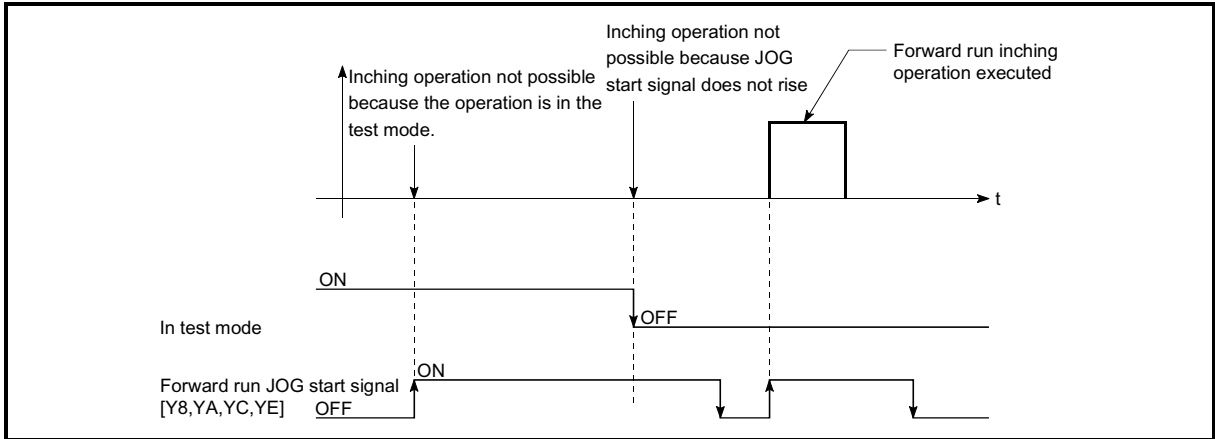 Inching operation not possible
because the operation is in the
test mode.
Inching operation not
possible because JOG
start signal does not rise
Forward run inching
operation executed
t
ON
In test mode
OFF
ON
Forward run JOG start signal
[Y8,YA,YC,YE]
OFF